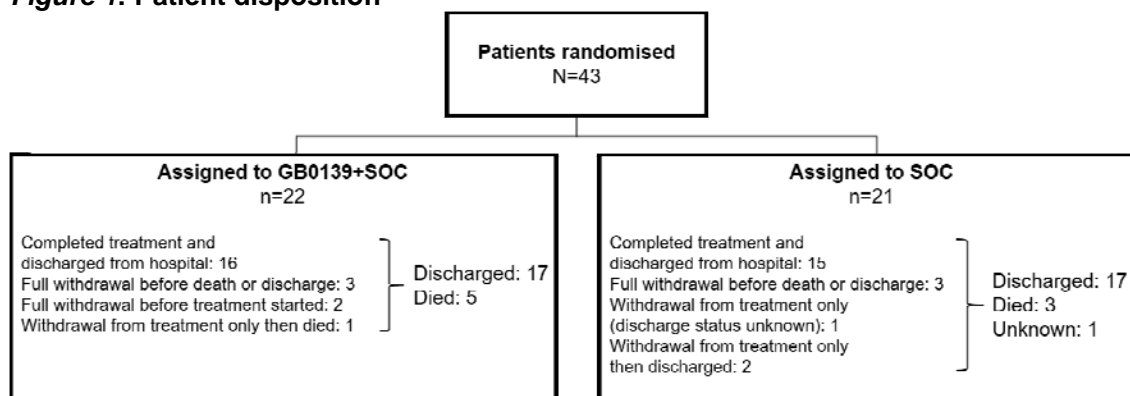 Figure 1. Patient disposition
Patients randomised
N=43
Assigned to GB0139+SOC
n=22
Completed treatment and
discharged from hospital: 16
Full withdrawal before death or discharge: 3
Full withdrawal before treatment started: 2
Withdrawal from treatment only then died: 1
Discharged: 17
Died: 5
Assigned to SOC
n=21
Completed treatment and
discharged from hospital: 15
Full withdrawal before death or discharge: 3
Withdrawal from treatment only
(discharge status unknown): 1
Withdrawal from treatment only
then discharged: 2
Discharged: 17
Died: 3
Unknown: 1